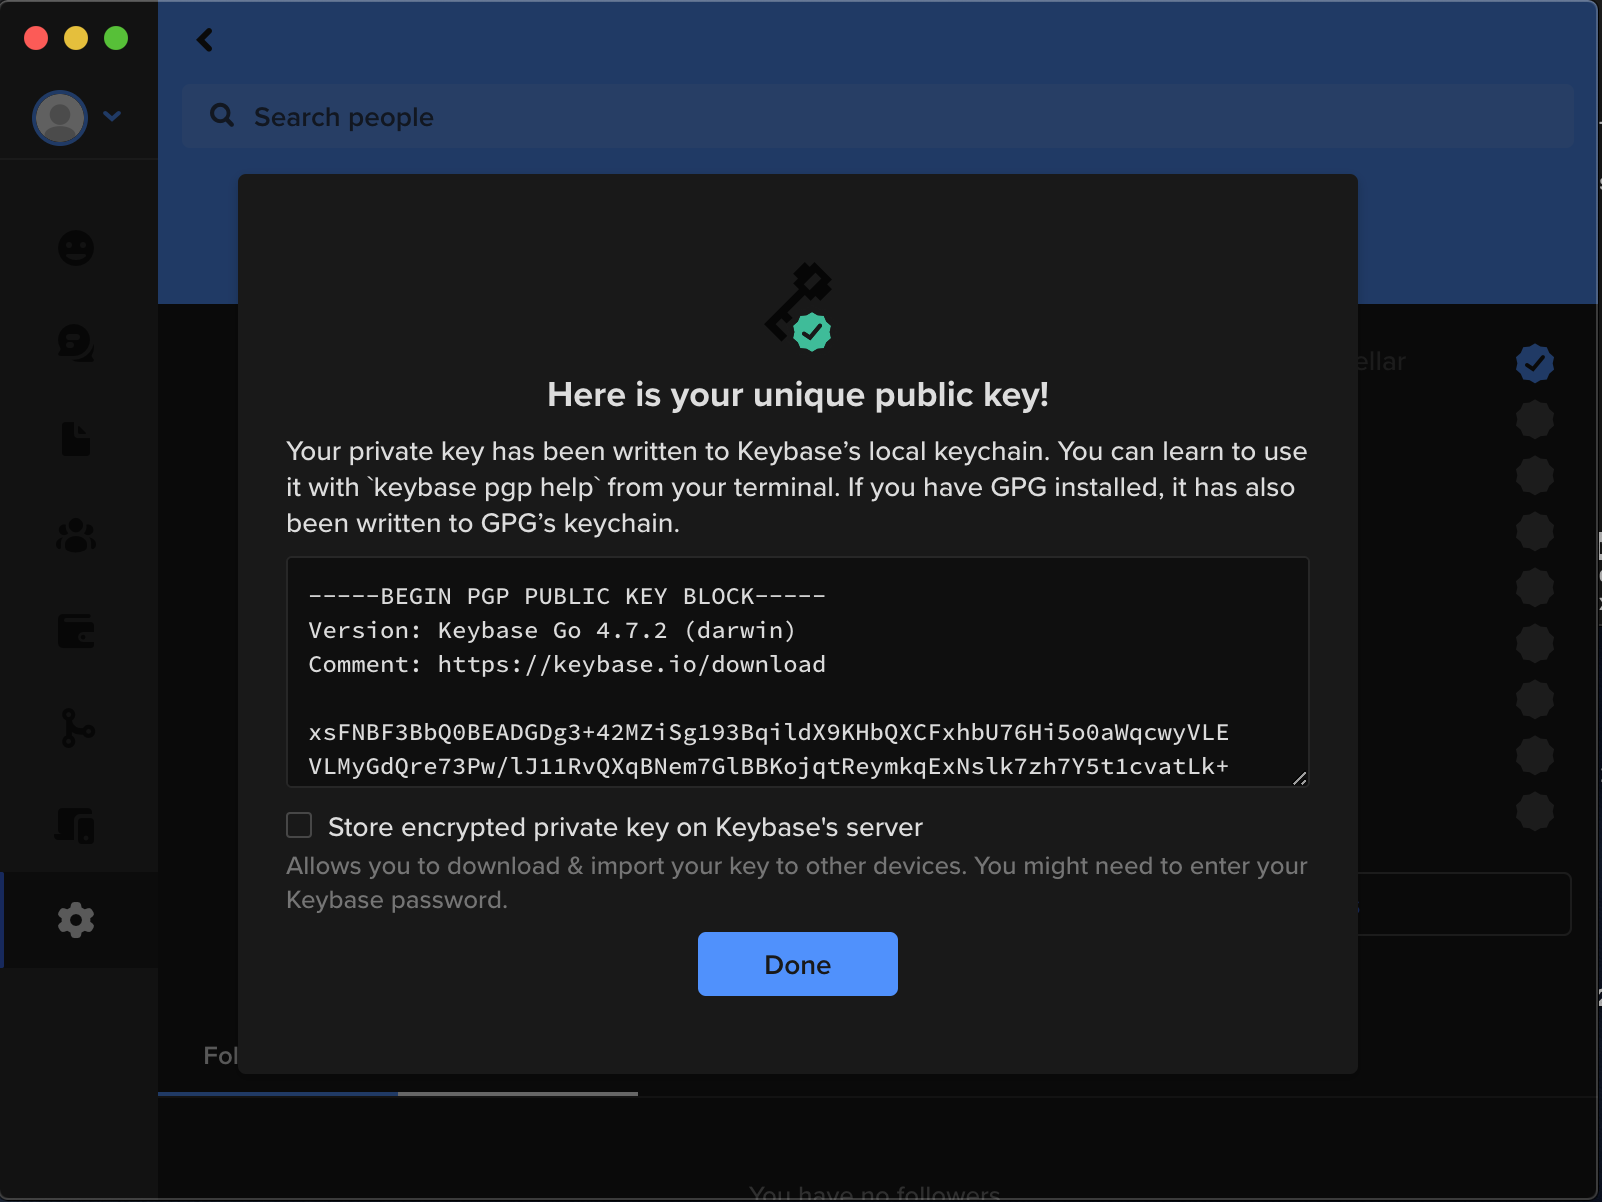 Search people
ellar
Here is your unique public key!
Your private key has been written to Keybase’s local keychain. You can learn to use
it with `keybase pgp help` from your terminal. If you have GPG installed, it has also
been written to GPG’s keychain.
-----BEGIN PGP PUBLIC KEY BLOCK-----
Version: Keybase Go 4.7.2 (darwin)
Comment: https://keybase.io/download
xsFNBF3BbQ0BEADGDg3+42MZiSg193BqildX9KHbQXCFxhbU76Hi5o0aWqcwyVLE
VLMyGdQre73Pw/lJ11RvQXqBNem7GlBBKojqtReymkqExNslk7zh7Y5t1cvatLk+
Store encrypted private key on Keybase's server
Allows you to download & import your key to other devices. You might need to enter your
Keybase password.
Done
Fol
You have no followers